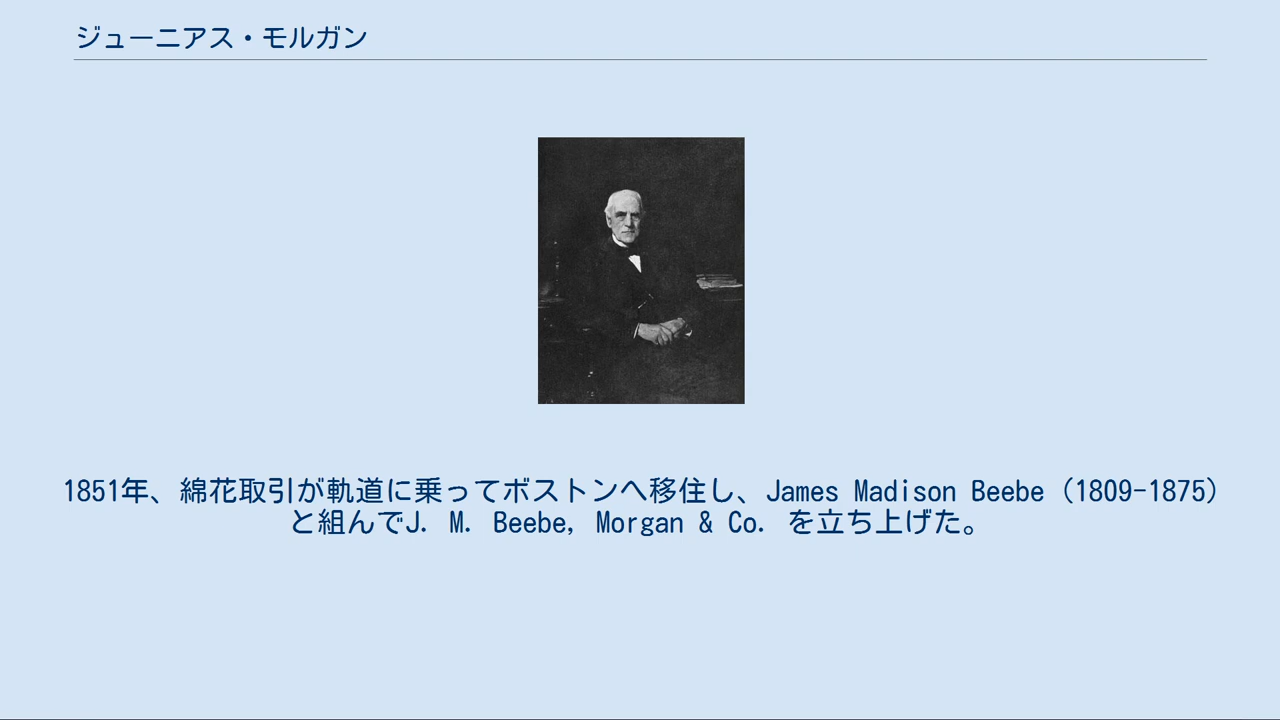 ジューニアス・モルガン
1851年、綿花取引が軌道に乗ってボストンへ移住し、James Madison Beebe (1809-1875)
と組んでJ. M. Beebe, Morgan & Co. を立ち上げた。